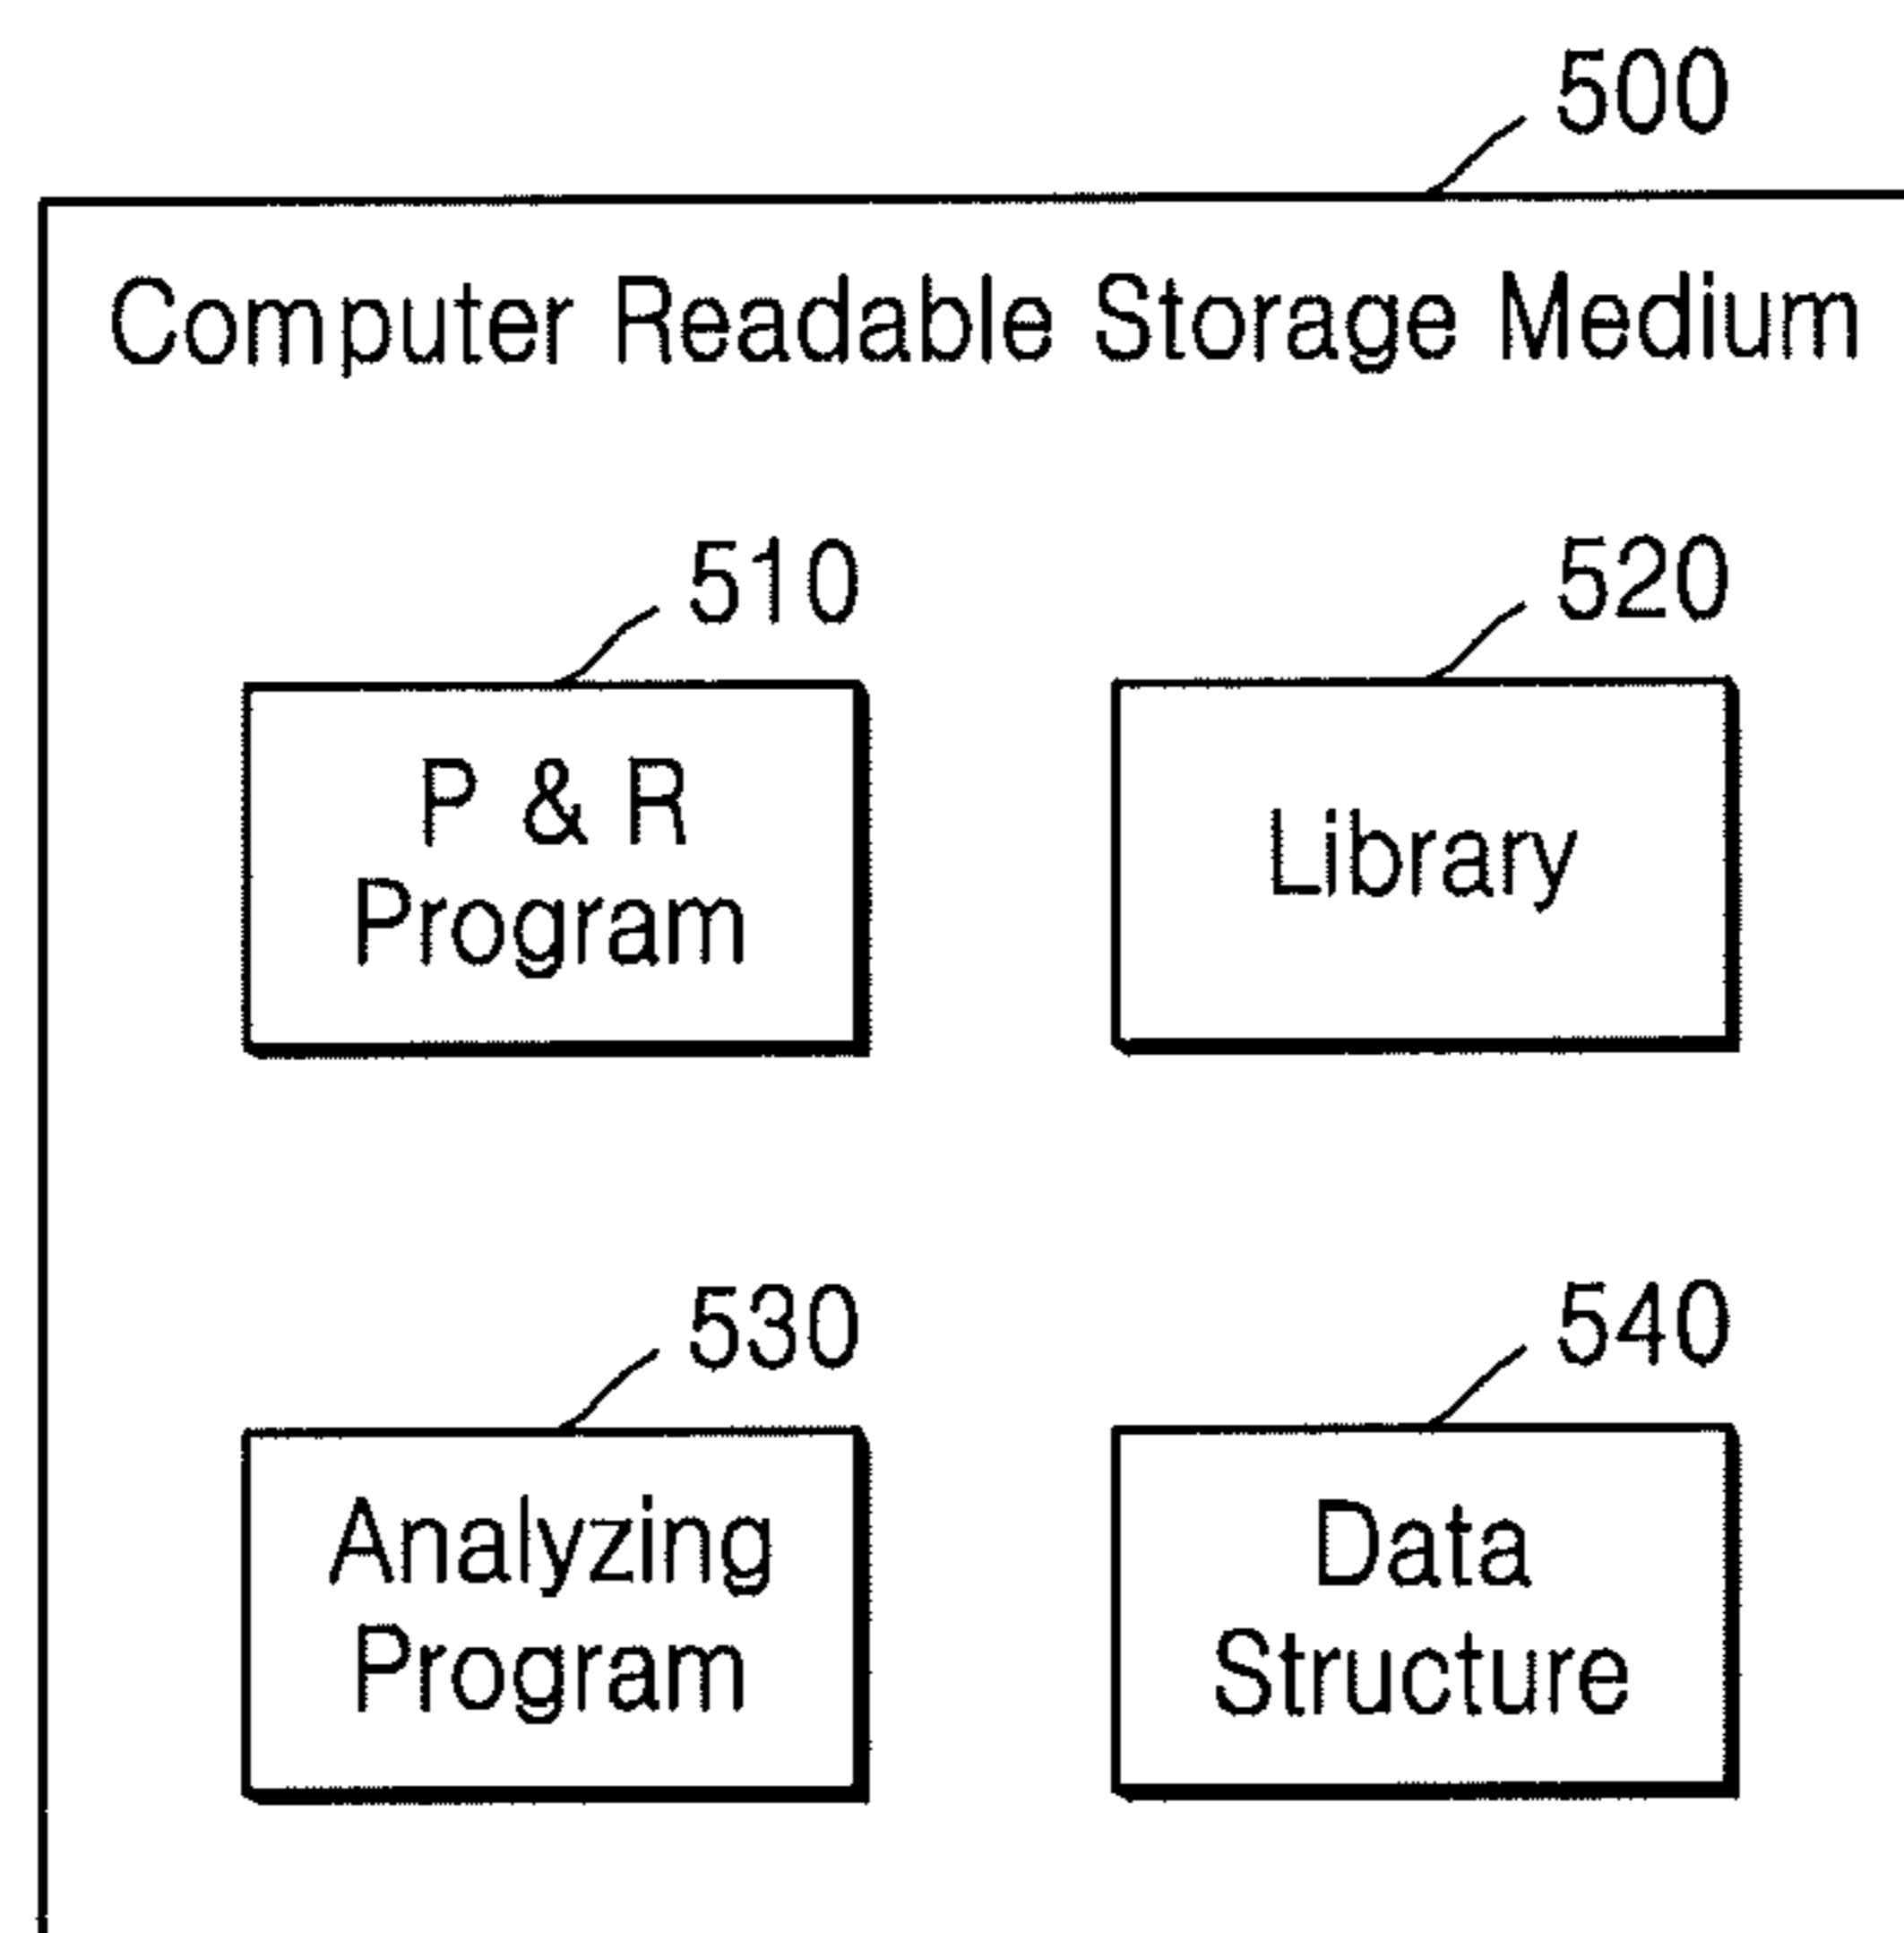 500
Computer Readable Storage Medium
510
520
P & R
Program
Library
530
540
Analyzing
Program
Data
Structure